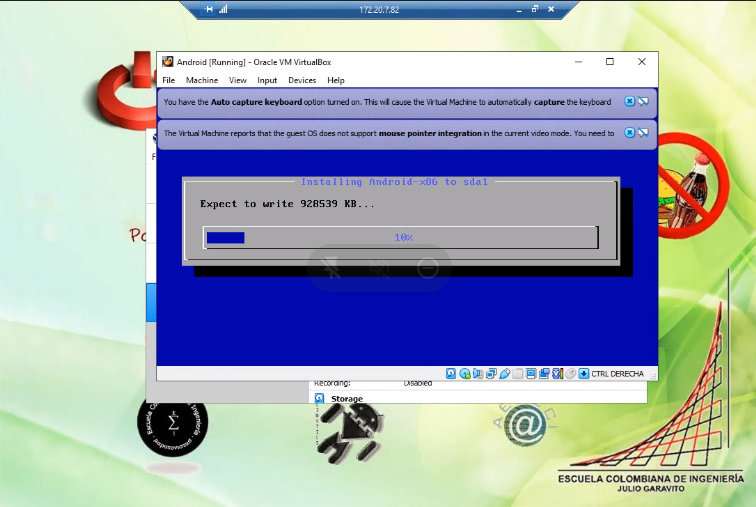 172.20.7.82
Android [Running] - Oracle VM VirtualBox
File Machine View Input Devices Help
You have the Auto capture keyboard option turned on. This will cause the Virtual Machine to automatically capture the keyboard
The Virtual Machine reports that the guest OS does not support mouse pointer integration in the current video mode. You need to
F
Installing Android-x86 to sda1
Expect to write 928539 KB...
Po
10%
CTRL DERECHA
Recording: Disabled
Storage
@
Σ
ESCUELA COLOMBIANA DE INGENIERÍA
JULIO GARAVITO